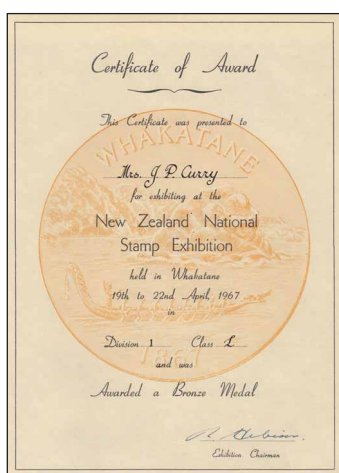 Certificate of Award
This Certificate was presented to
WHAKATANE
Mrs. J. P. Curry
for exhibiting at the
New Zealand National
Stamp Exhibition
held in Whakatane
19th to 22nd April, 1967
in
Division 1 Class L
1867
and was
Awarded a Bronze Medal
Exhibition Chairman